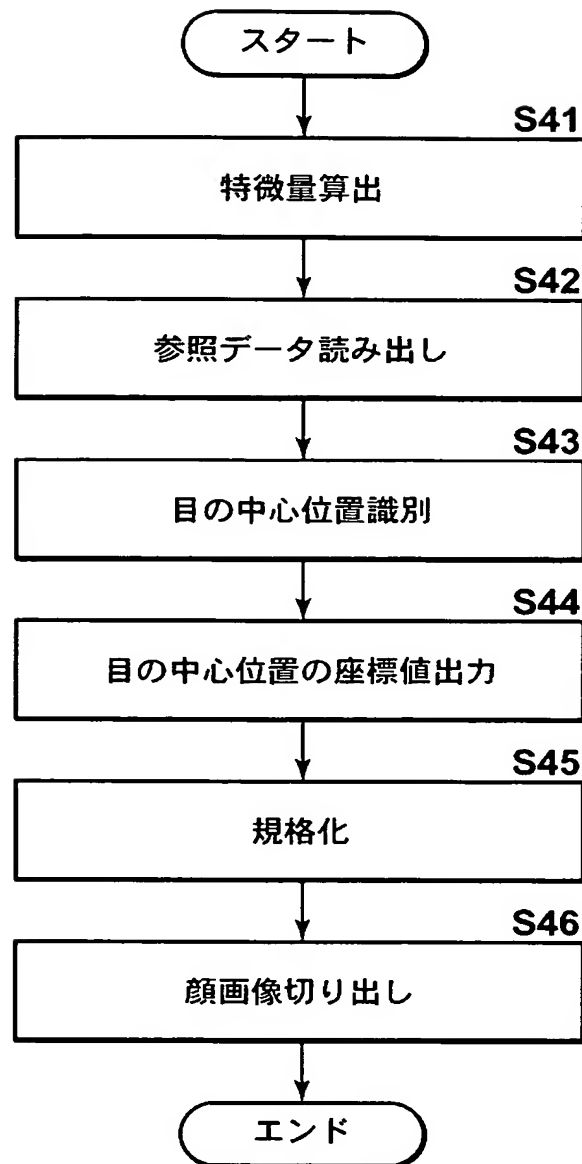 スタート
S41
特徴量算出
S42
参照データ読み出し
S43
目の中心位置識別
S44
目の中心位置の座標値出力
S45
規格化
S46
顔画像切り出し
エンド